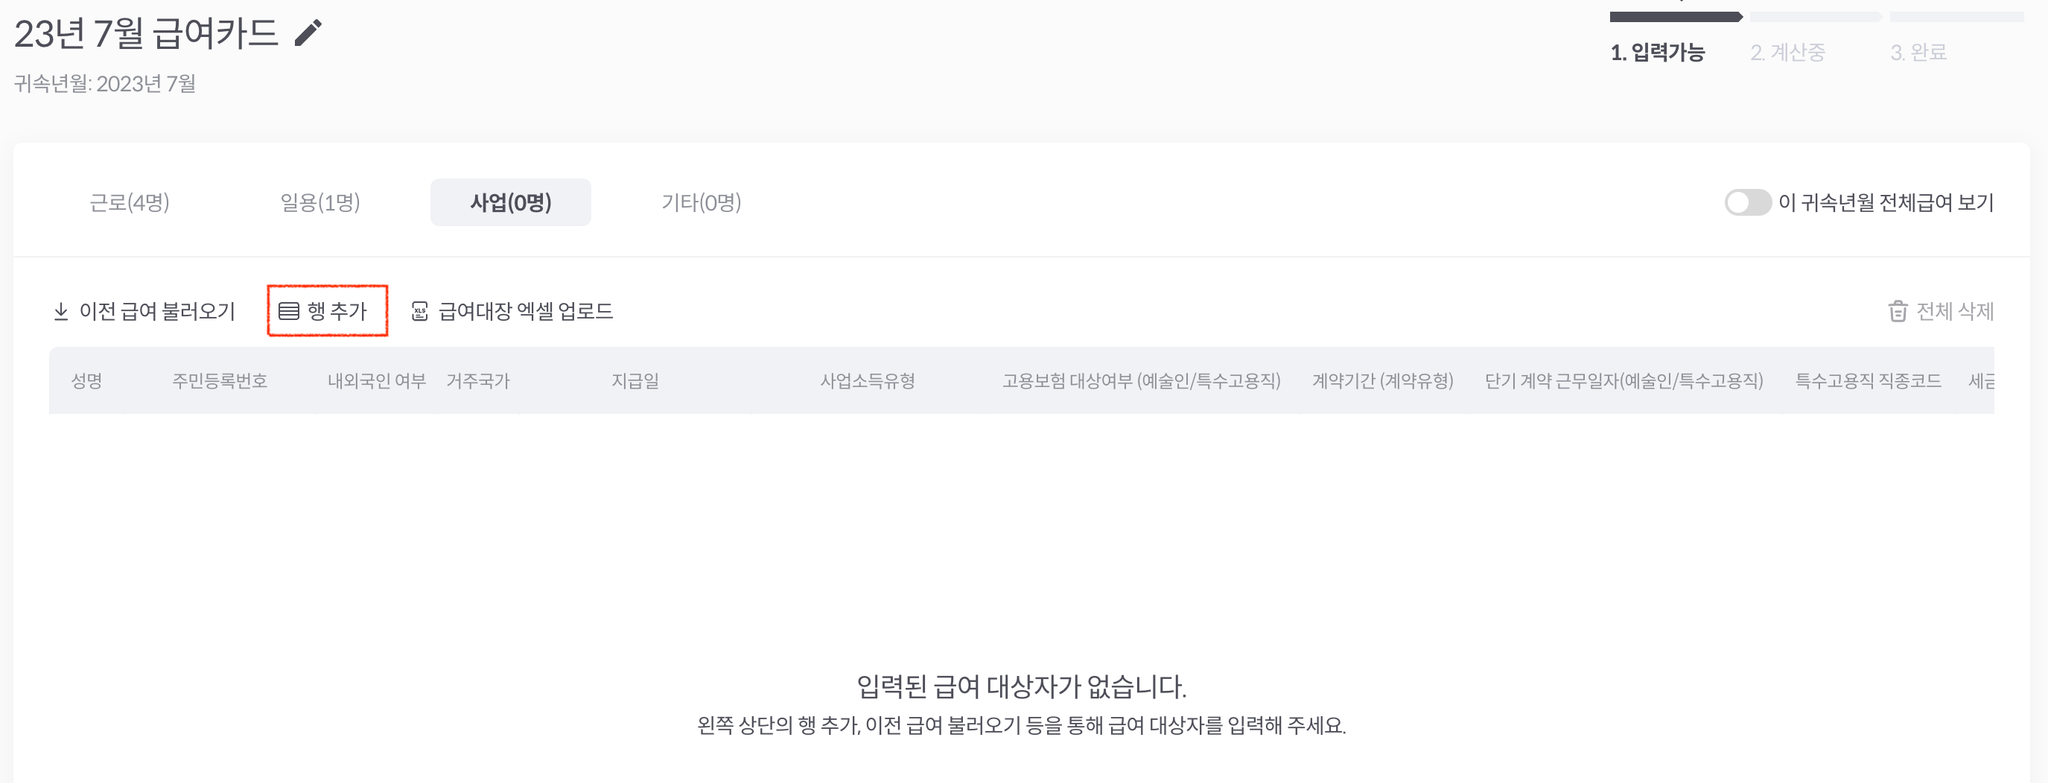 23년 7월 급여카드
귀속년월: 2023년 7월
1. 입력가능 2. 계산중 3. 완료
근로(4명) 일용(1명) 사업(0명) 기타(0명) 이 귀속년월 전체급여 보기
이전 급여 불러오기 행 추가 XLS 급여대장 엑셀 업로드 전체 삭제
성명 주민등록번호 내외국인 여부 거주국가 지급일 사업소득유형 고용보험 대상여부 (예술인/특수고용직) 계약기간 (계약유형) 단기 계약 근무일자(예술인/특수고용직) 특수고용직 직종코드 세금
입력된 급여 대상자가 없습니다.
왼쪽 상단의 행 추가, 이전 급여 불러오기 등을 통해 급여 대상자를 입력해 주세요.